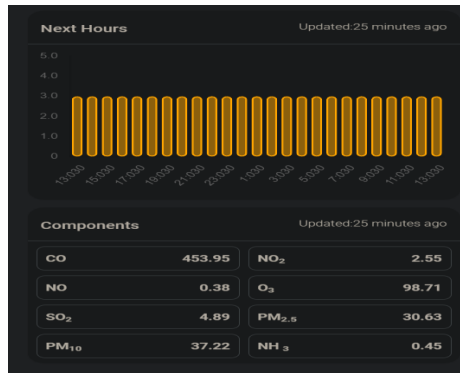 Next Hours Updated:25 minutes ago
5.0
4.0
3.0
2.0
1.0
0
13:030 15:030 17:030 19:030 21:030 23:030 1:030 3:030 5:030 7:030 9:030 11:030 13:030
Components Updated:25 minutes ago
CO 453.95 NO₂ 2.55
NO 0.38 O₃ 98.71
SO₂ 4.89 PM₂.₅ 30.63
PM₁₀ 37.22 NH ₃ 0.45